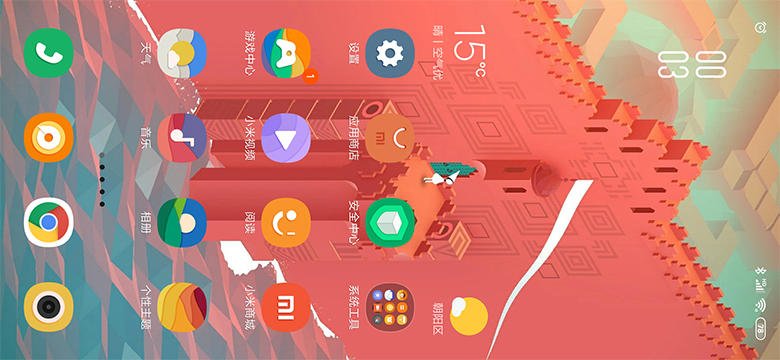 HD 78
00
03
15℃
晴 | 空气优
朝阳区
设置 应用商店 安全中心 系统工具
1
游戏中心 小米视频 阅读 小米商城
天气 音乐 相册 个性主题